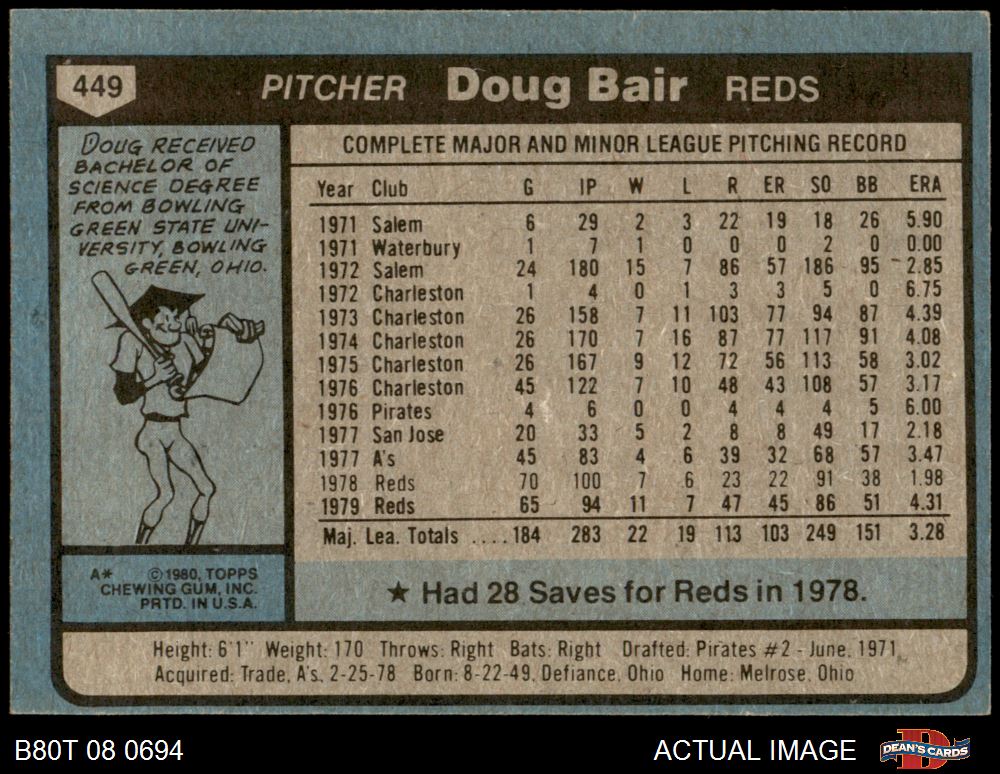 449 PITCHER Doug Bair REDS
DOUG RECEIVED
BACHELOR OF
SCIENCE DEGREE
FROM BOWLING
GREEN STATE UNI-
VERSITY, BOWLING
GREEN, OHIO.
COMPLETE MAJOR AND MINOR LEAGUE PITCHING RECORD
Year Club G IP W L R ER SO BB ERA
1971 Salem 6 29 2 3 22 19 18 26 5.90
1971 Waterbury 1 7 1 0 0 0 2 0 0.00
1972 Salem 24 180 15 7 86 57 186 95 2.85
1972 Charleston 1 4 0 1 3 3 5 0 6.75
1973 Charleston 26 158 7 11 103 77 94 87 4.39
1974 Charleston 26 170 7 16 87 77 117 91 4.08
1975 Charleston 26 167 9 12 72 56 113 58 3.02
1976 Charleston 45 122 7 10 48 43 108 57 3.17
1976 Pirates 4 6 0 0 4 4 4 5 6.00
1977 San Jose 20 33 5 2 8 8 49 17 2.18
1977 A's 45 83 4 6 39 32 68 57 3.47
1978 Reds 70 100 7 6 23 22 91 38 1.98
1979 Reds 65 94 11 7 47 45 86 51 4.31
Maj. Lea. Totals ....184 283 22 19 113 103 249 151 3.28
A* ©1980, TOPPS
CHEWING GUM, INC.
PRTD. IN U.S.A.
★ Had 28 Saves for Reds in 1978.
Height: 6'1" Weight: 170 Throws: Right Bats: Right Drafted: Pirates #2 - June, 1971
Acquired: Trade, A's, 2-25-78 Born: 8-22-49, Defiance, Ohio Home: Melrose, Ohio
B80T 08 0694 ACTUAL IMAGE DEAN'S CARDS